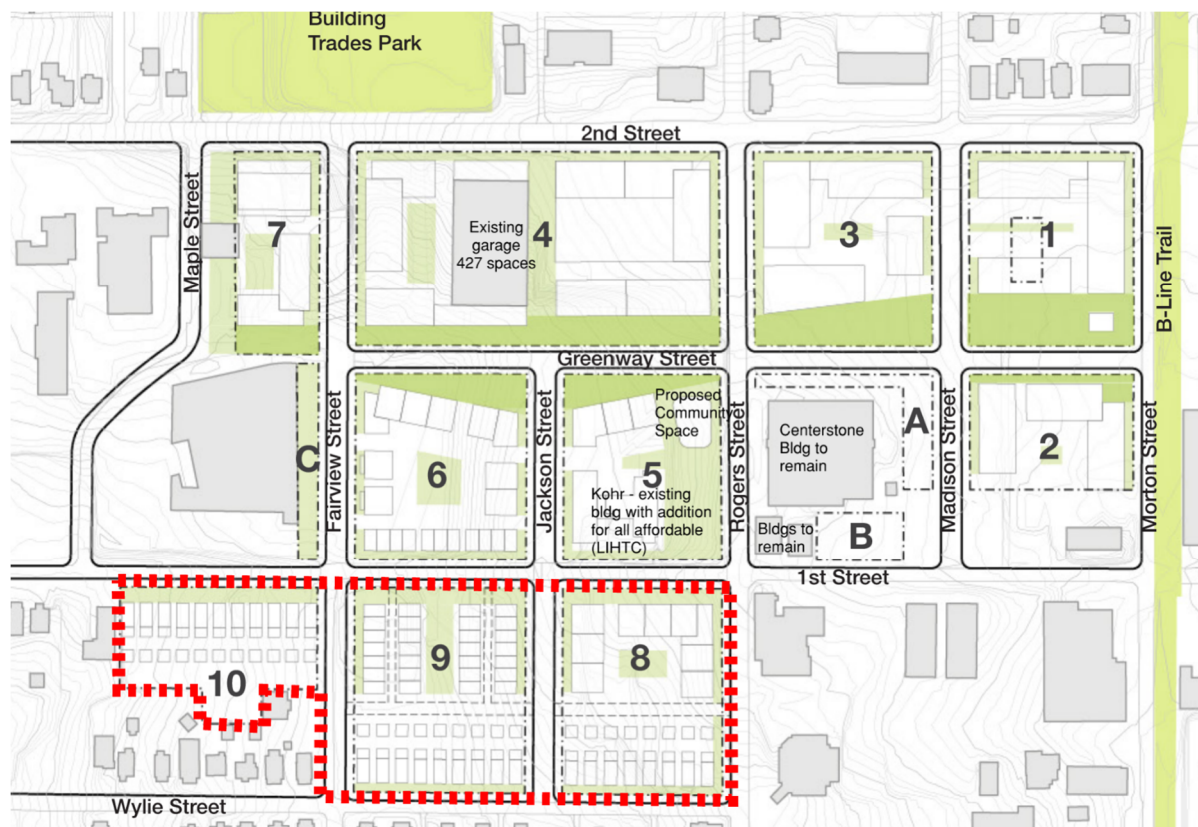 Building
Trades Park
2nd Street
Maple Street
7
Existing
garage
427 spaces
4
3
1
B-Line Trail
Greenway Street
C
Fairview Street
6
Jackson Street
Proposed
Community
Space
5
Kohr - existing
bldg with addition
for all affordable
(LIHTC)
Rogers Street
Centerstone
Bldg to
remain
A
Bldgs to
remain
B
Madison Street
2
Morton Street
1st Street
10
9
8
Wylie Street